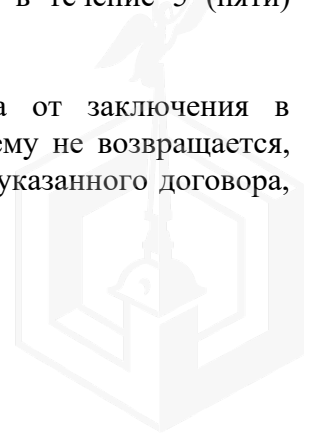 в течение 5 (пяти)
от заключения в
ему не возвращается,
указанного договора,